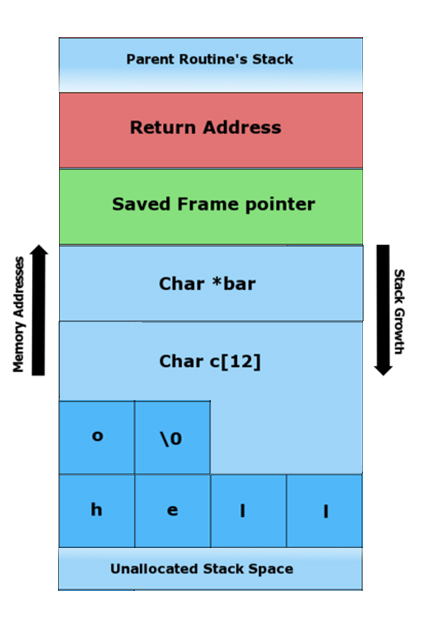 Parent Routine's Stack
Return Address
Saved Frame pointer
Memory Addresses
Stack Growth
Char *bar
Char c[12]
o \0
h e l l
Unallocated Stack Space